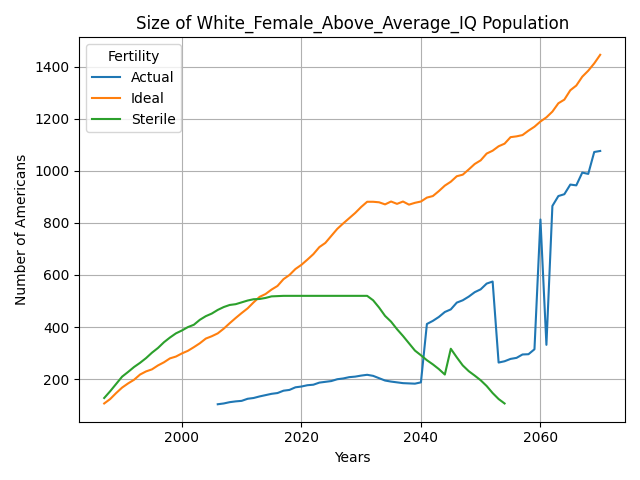 Size of White_Female_Above_Average_IQ Population
Fertility
Actual
Ideal
Sterile
Number of Americans
1400
1200
1000
800
600
400
200
2000
2020
2040
2060
Years